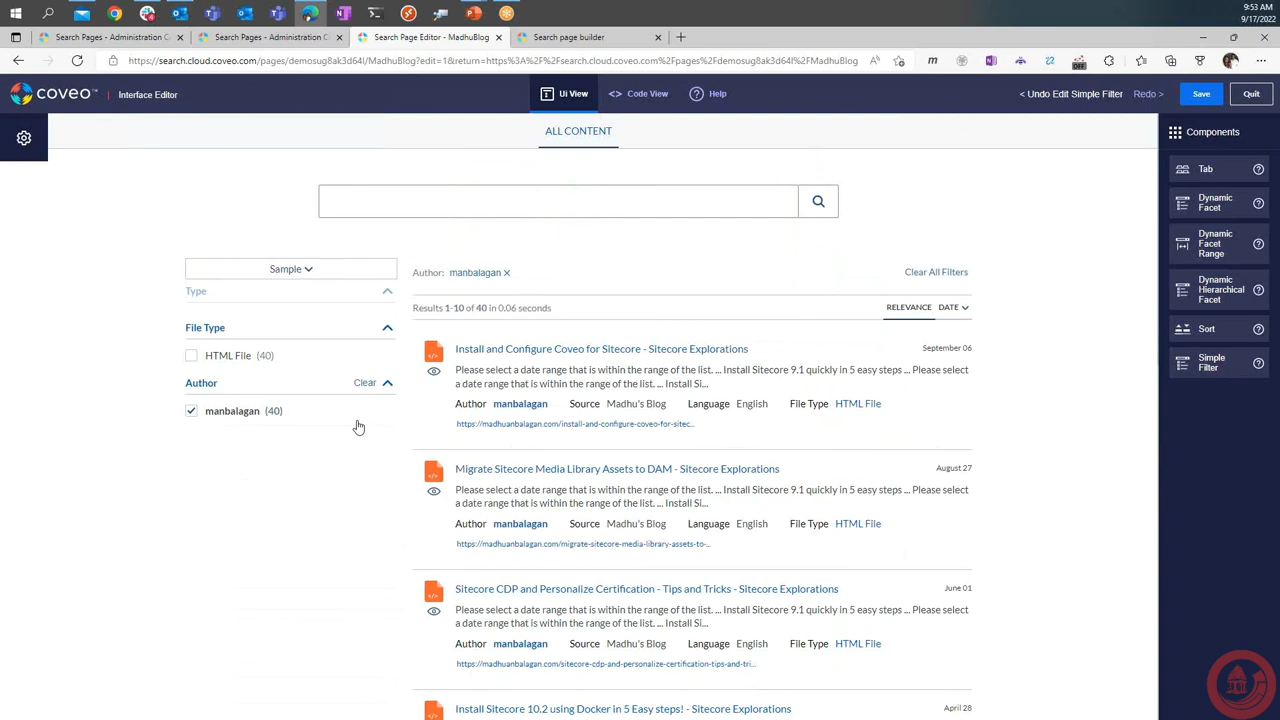 9:53 AM
9/17/2022
Search Pages - Administration C
Search Pages - Administration C
Search Page Editor - MadhuBlog
Search page builder
https://search.cloud.coveo.com/pages/demosug8ak3d64l/MadhuBlog?edit=1&return=https%3A%2F%2Fsearch.cloud.coveo.com%2Fpages%2Fdemosug8ak3d64l%2FMadhuBlog
coveo™
Interface Editor
Ui View
<> Code View
Help
< Undo Edit Simple Filter
Redo >
Save
Quit
ALL CONTENT
Components
Tab
Dynamic Facet
Dynamic Facet Range
Dynamic Hierarchical Facet
Sort
Simple Filter
Sample
Type
File Type
HTML File (40)
Author
Clear
manbalagan (40)
Author: manbalagan ×
Clear All Filters
Results 1-10 of 40 in 0.06 seconds
RELEVANCE DATE
Install and Configure Coveo for Sitecore - Sitecore Explorations
September 06
Please select a date range that is within the range of the list. ... Install Sitecore 9.1 quickly in 5 easy steps ... Please select
a date range that is within the range of the list. ... Install Si...
Author manbalagan Source Madhu's Blog Language English File Type HTML File
https://madhuanbalagan.com/install-and-configure-coveo-for-sitec...
Migrate Sitecore Media Library Assets to DAM - Sitecore Explorations
August 27
Please select a date range that is within the range of the list. ... Install Sitecore 9.1 quickly in 5 easy steps ... Please select
a date range that is within the range of the list. ... Install Si...
Author manbalagan Source Madhu's Blog Language English File Type HTML File
https://madhuanbalagan.com/migrate-sitecore-media-library-assets-to-...
Sitecore CDP and Personalize Certification - Tips and Tricks - Sitecore Explorations
June 01
Please select a date range that is within the range of the list. ... Install Sitecore 9.1 quickly in 5 easy steps ... Please select
a date range that is within the range of the list. ... Install Si...
Author manbalagan Source Madhu's Blog Language English File Type HTML File
https://madhuanbalagan.com/sitecore-cdp-and-personalize-certification-tips-and-tri...
Install Sitecore 10.2 using Docker in 5 Easy steps! - Sitecore Explorations
April 28